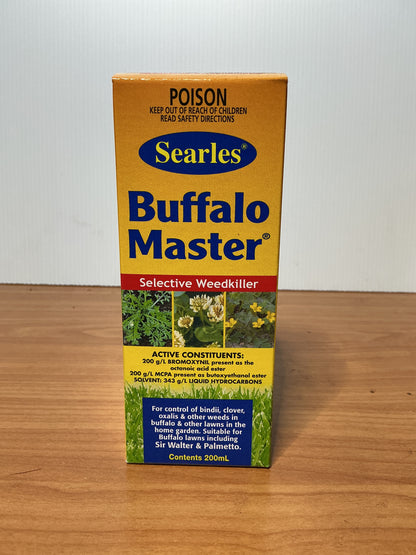 POISON
KEEP OUT OF REACH OF CHILDREN
READ SAFETY DIRECTIONS
Searles®
Buffalo
Master®
Selective Weedkiller
ACTIVE CONSTITUENTS:
200 g/L BROMOXYNIL present as the
octanoic acid ester
200 g/L MCPA present as butoxyethanol ester
SOLVENT: 343 g/L LIQUID HYDROCARBONS
For control of bindii, clover,
oxalis & other weeds in
buffalo & other lawns in the
home garden. Suitable for
Buffalo lawns including
Sir Walter & Palmetto.
Contents 200mL